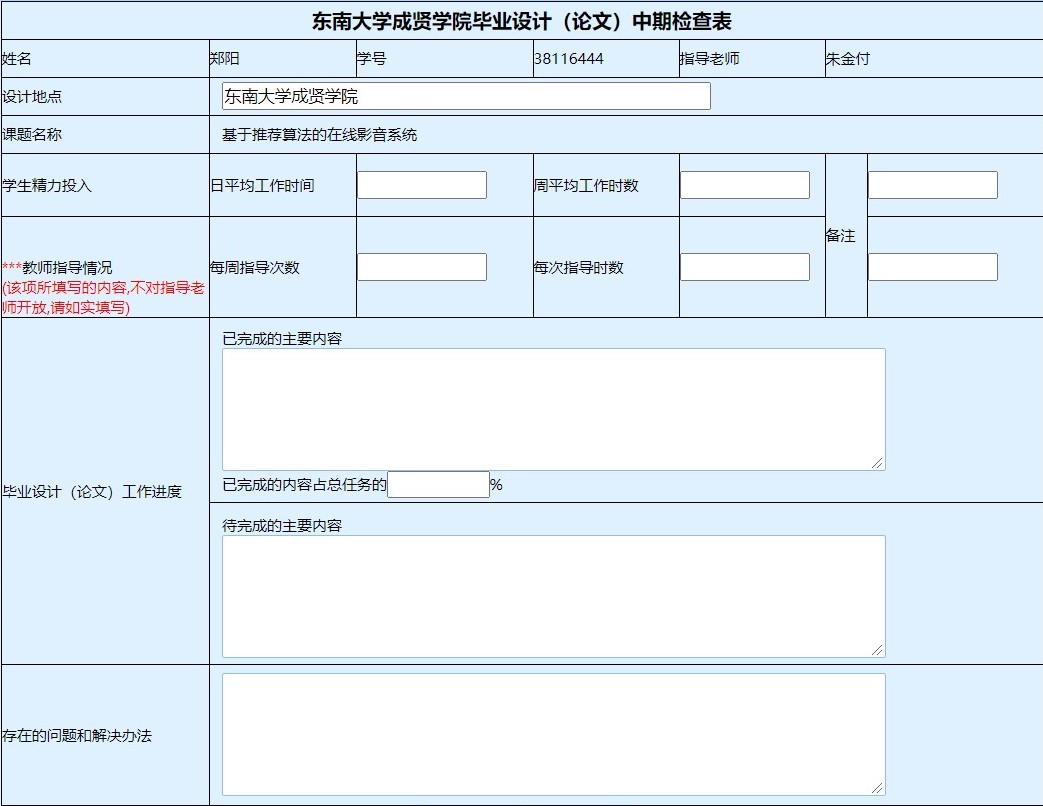 东南大学成贤学院毕业设计（论文）中期检查表
姓名 郑阳 学号 38116444 指导老师 朱金付
设计地点 东南大学成贤学院
课题名称 基于推荐算法的在线影音系统
学生精力投入 日平均工作时间 周平均工作时数
备注
***教师指导情况 每周指导次数 每次指导时数
(该项所填写的内容,不对指导老
师开放,请如实填写)
已完成的主要内容
已完成的内容占总任务的 %
毕业设计（论文）工作进度
待完成的主要内容
存在的问题和解决办法